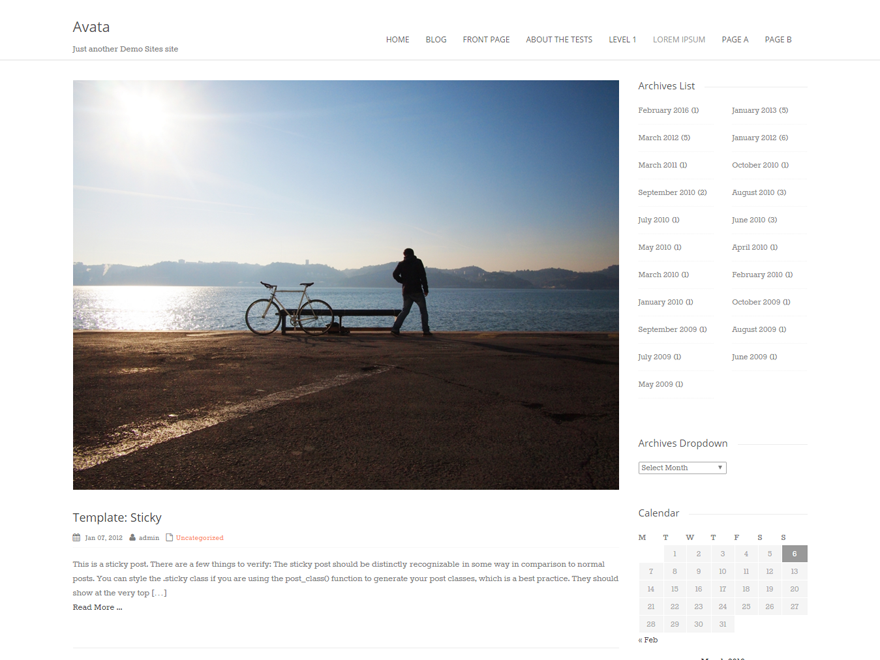 Avata
Just another Demo Sites site
HOME BLOG FRONT PAGE ABOUT THE TESTS LEVEL 1 LOREM IPSUM PAGE A PAGE B
Template: Sticky
Jan 07, 2012 admin Uncategorized
This is a sticky post. There are a few things to verify: The sticky post should be distinctly recognizable in some way in comparison to normal
posts. You can style the .sticky class if you are using the post_class() function to generate your post classes, which is a best practice. They should
show at the very top [...]
Read More ...
Archives List
February 2016 (1) January 2013 (5)
March 2012 (5) January 2012 (6)
March 2011 (1) October 2010 (1)
September 2010 (2) August 2010 (3)
July 2010 (1) June 2010 (3)
May 2010 (1) April 2010 (1)
March 2010 (1) February 2010 (1)
January 2010 (1) October 2009 (1)
September 2009 (1) August 2009 (1)
July 2009 (1) June 2009 (1)
May 2009 (1)
Archives Dropdown
Select Month
Calendar
M T W T F S S
1 2 3 4 5 6
7 8 9 10 11 12 13
14 15 16 17 18 19 20
21 22 23 24 25 26 27
28 29 30 31
« Feb